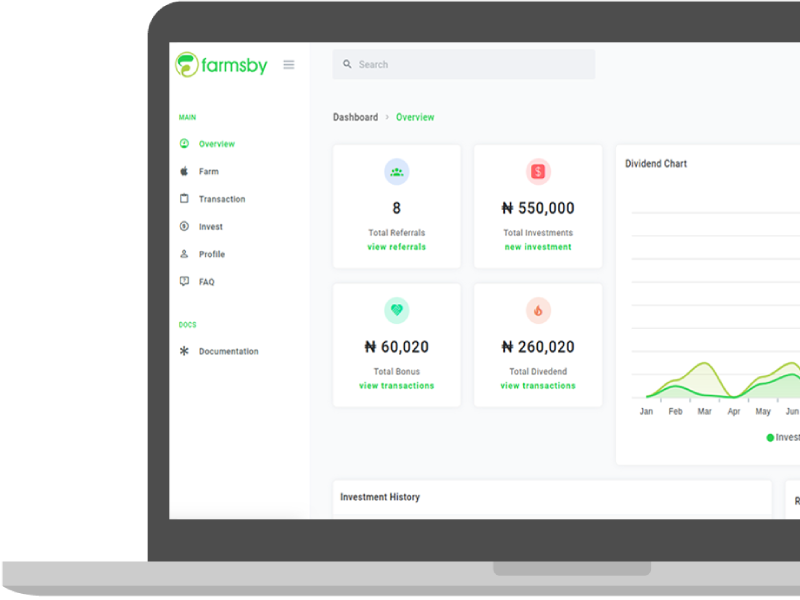 farmsby
Search
MAIN
Overview
Farm
Transaction
Invest
Profile
FAQ
DOCS
Documentation
Dashboard > Overview
8
Total Referrals
view referrals
₦ 550,000
Total Investments
new investment
₦ 60,020
Total Bonus
view transactions
₦ 260,020
Total Divedend
view transactions
Dividend Chart
Jan Feb Mar Apr May Jun
Invest
Investment History
R